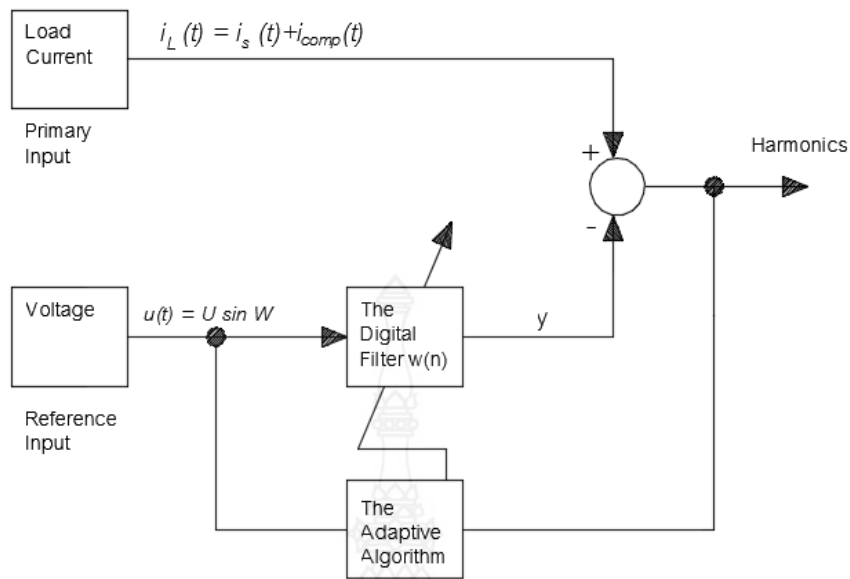 Load
Current
i_L (t) = i_s (t)+i_comp(t)
Primary
Input
+
Harmonics
-
Voltage
u(t) = U sin W
The
Digital
Filter w(n)
y
Reference
Input
The
Adaptive
Algorithm